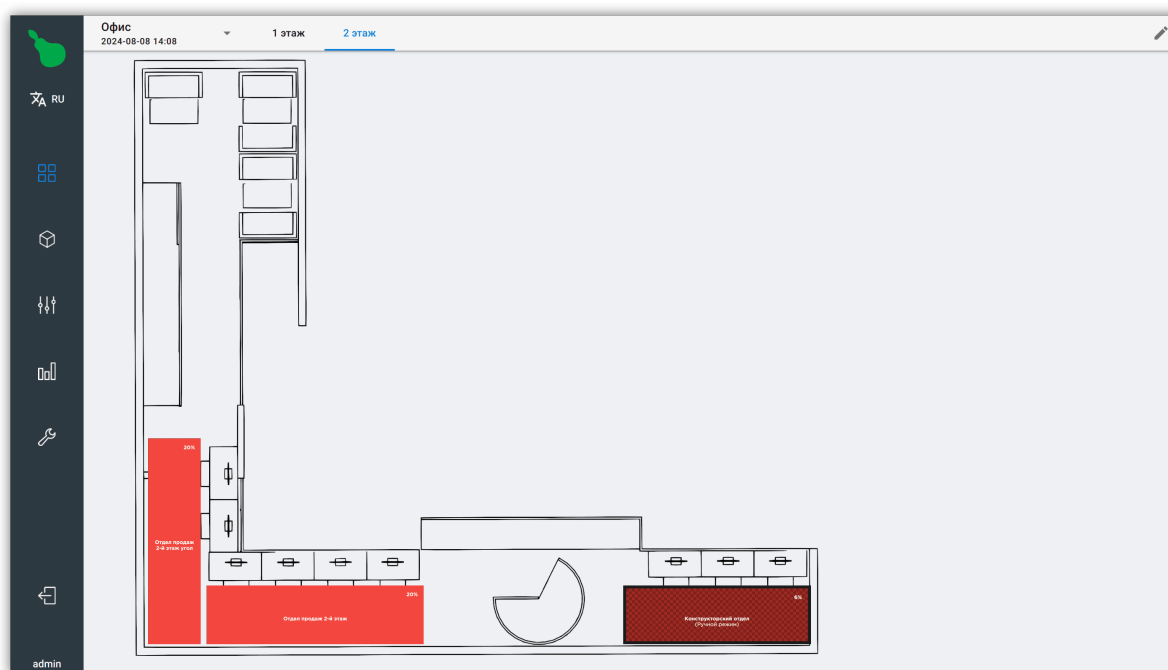 Офис
2024-08-08 14:08
1 этаж
2 этаж
RU
20%
Отдел продаж
2-й этаж угол
20%
Отдел продаж 2-й этаж
6%
Конструкторский отдел
(Ручной режим)
admin